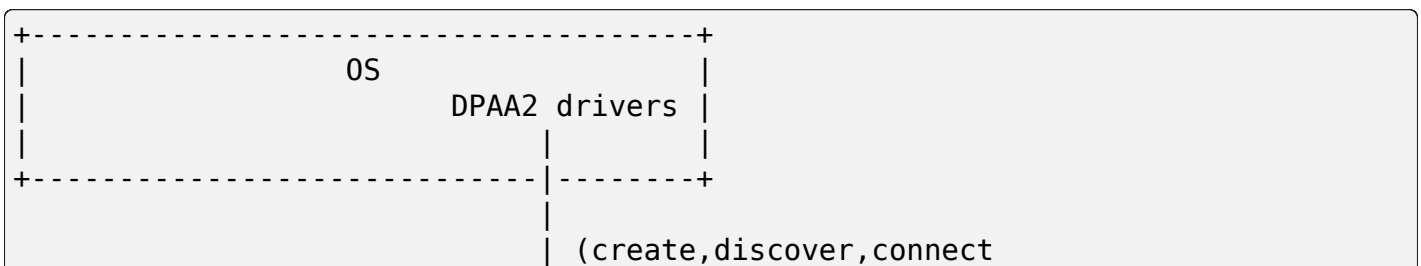 +--------------------------------------+
|                  OS                  |
|                        DPAA2 drivers |
|                             |        |
+-----------------------------|--------+
                              |
                              | (create,discover,connect